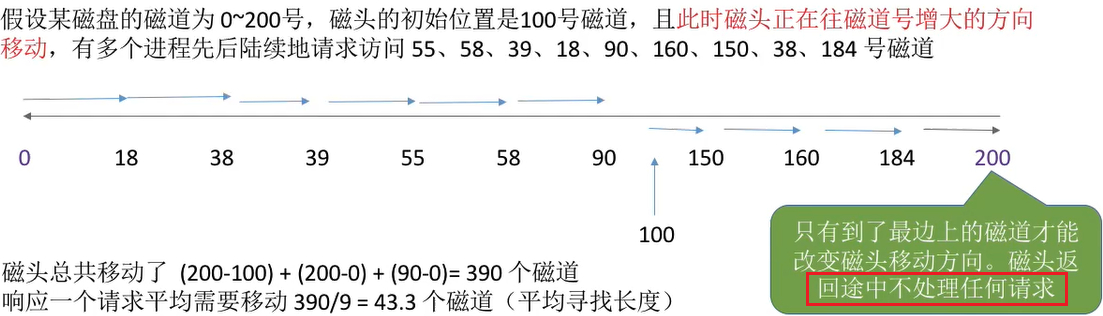 假设某磁盘的磁道为 0~200号，磁头的初始位置是100号磁道，且此时磁头正在往磁道号增大的方向
移动，有多个进程先后陆续地请求访问 55、58、39、18、90、160、150、38、184 号磁道
0 18 38 39 55 58 90 150 160 184 200
100
只有到了最边上的磁道才能
改变磁头移动方向。磁头返
回途中不处理任何请求
磁头总共移动了 (200-100) + (200-0) + (90-0)= 390 个磁道
响应一个请求平均需要移动 390/9 = 43.3 个磁道（平均寻找长度）